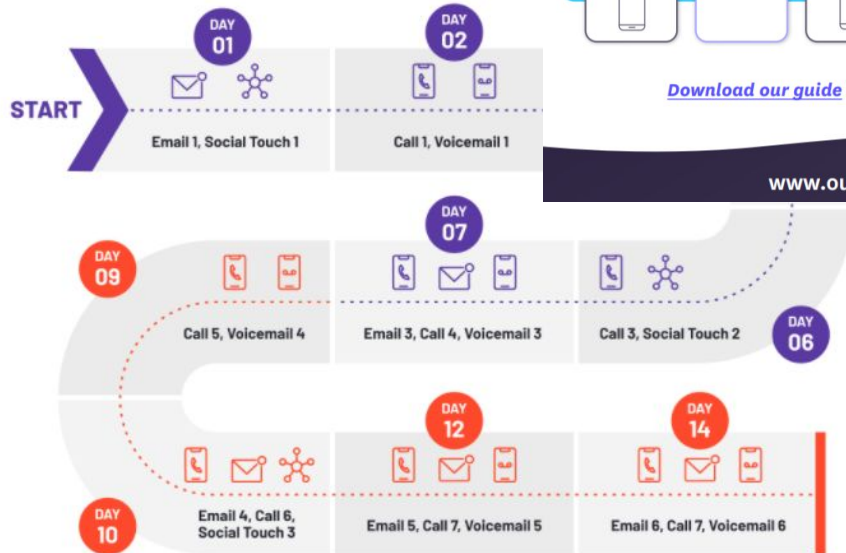 DAY
01
DAY
02
START
Email 1, Social Touch 1
Call 1, Voicemail 1
Download our guide
www.ou
DAY
09
DAY
07
DAY
06
Call 5, Voicemail 4
Email 3, Call 4, Voicemail 3
Call 3, Social Touch 2
DAY
10
DAY
12
DAY
14
Email 4, Call 6,
Social Touch 3
Email 5, Call 7, Voicemail 5
Email 6, Call 7, Voicemail 6